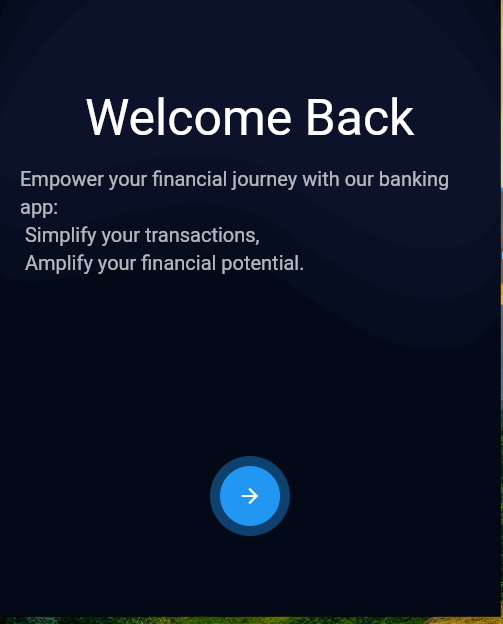 Welcome Back
Empower your financial journey with our banking
app:
Simplify your transactions,
Amplify your financial potential.